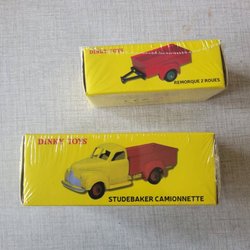 DINKY TOYS
REMORQUE 2 ROUES
DINKY TOYS
STUDEBAKER CAMIONNETTE